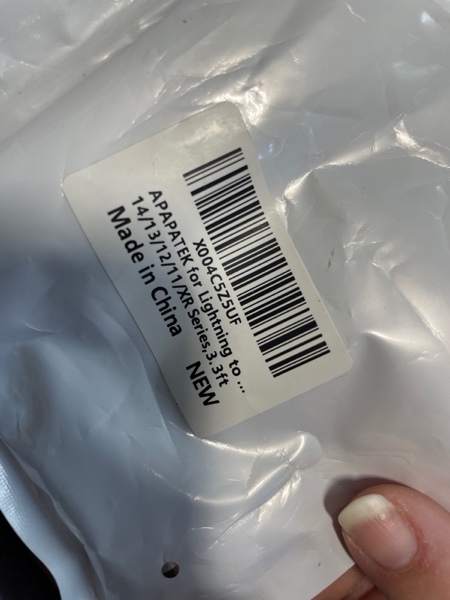 X004C5Z5UF
APAPATEK for Lightning to ...
14/13/12/11/XR Series,3.3ft
Made in China
NEW